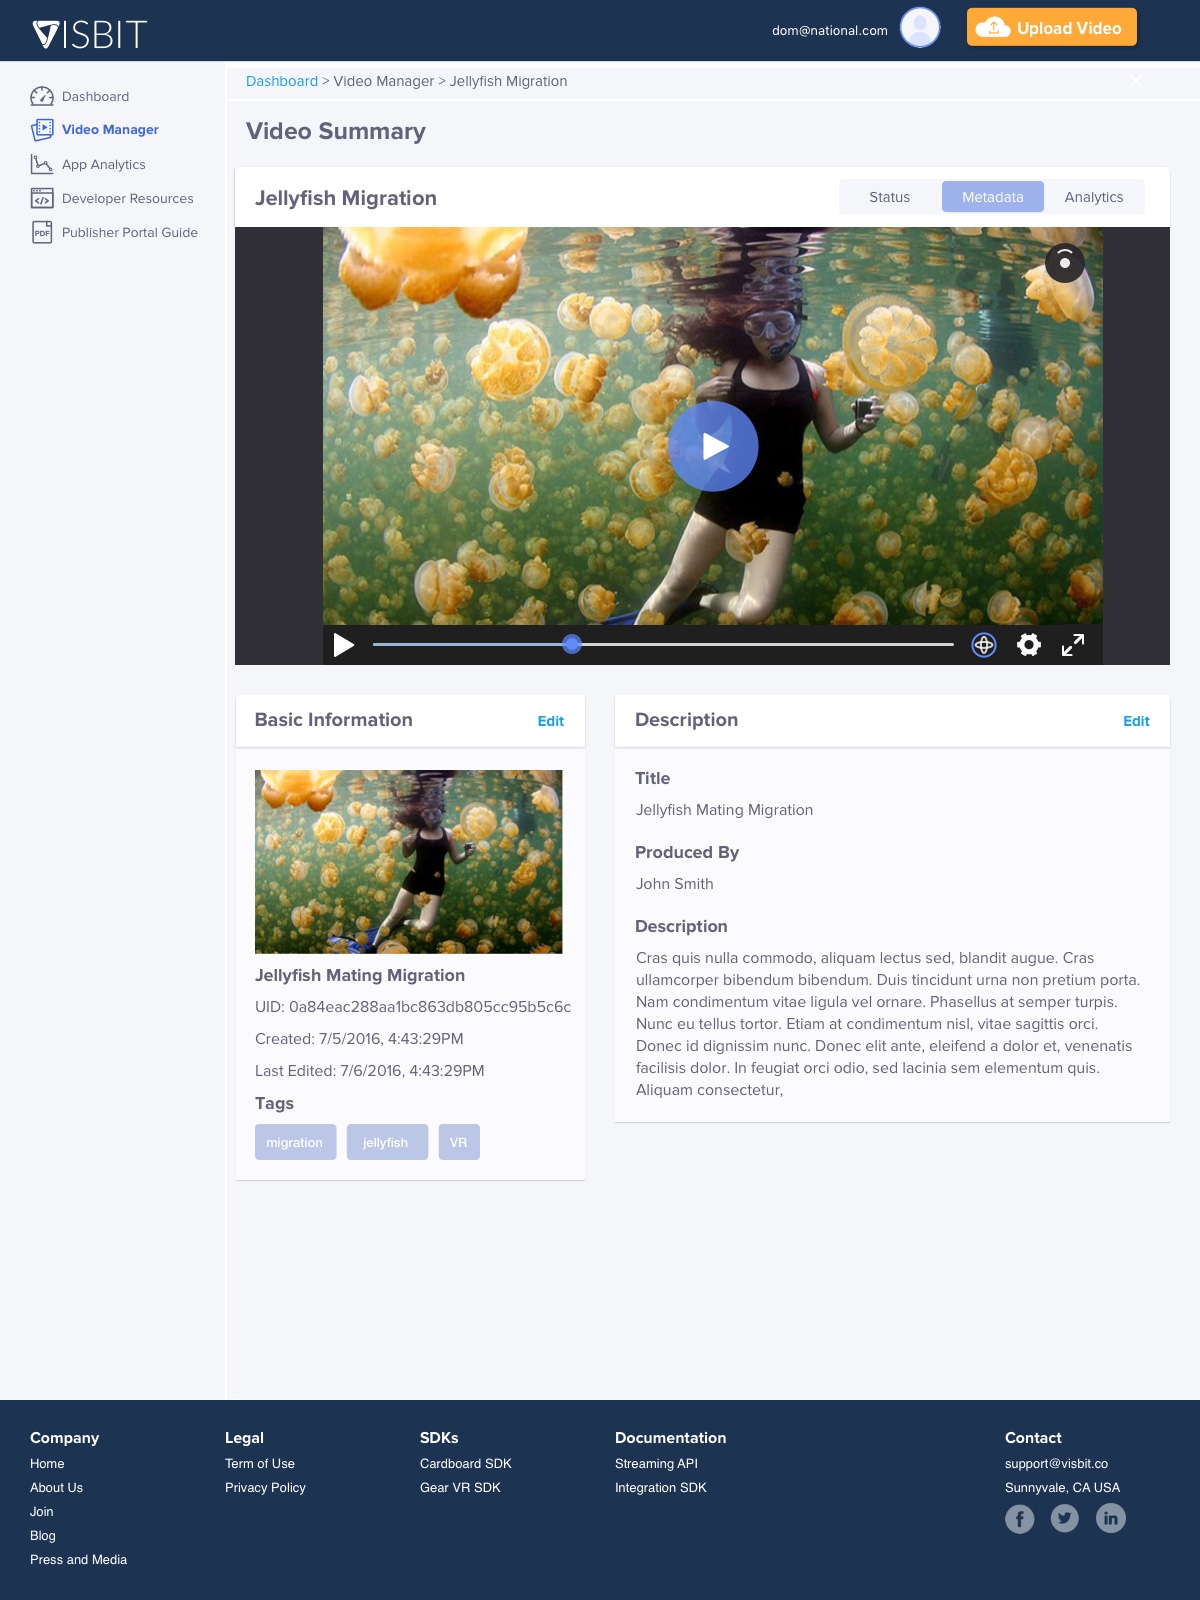 VISBIT
dom@national.com
Upload Video
Dashboard > Video Manager > Jellyfish Migration
Dashboard
Video Manager
App Analytics
Developer Resources
PDF
Publisher Portal Guide
Video Summary
Jellyfish Migration
Status
Metadata
Analytics
Basic Information
Edit
Jellyfish Mating Migration
UID: 0a84eac288aa1bc863db805cc95b5c6c
Created: 7/5/2016, 4:43:29PM
Last Edited: 7/6/2016, 4:43:29PM
Tags
migration
jellyfish
VR
Description
Edit
Title
Jellyfish Mating Migration
Produced By
John Smith
Description
Cras quis nulla commodo, aliquam lectus sed, blandit augue. Cras
ullamcorper bibendum bibendum. Duis tincidunt urna non pretium porta.
Nam condimentum vitae ligula vel ornare. Phasellus at semper turpis.
Nunc eu tellus tortor. Etiam at condimentum nisl, vitae sagittis orci.
Donec id dignissim nunc. Donec elit ante, eleifend a dolor et, venenatis
facilisis dolor. In feugiat orci odio, sed lacinia sem elementum quis.
Aliquam consectetur,
Company
Home
About Us
Join
Blog
Press and Media
Legal
Term of Use
Privacy Policy
SDKs
Cardboard SDK
Gear VR SDK
Documentation
Streaming API
Integration SDK
Contact
support@visbit.co
Sunnyvale, CA USA